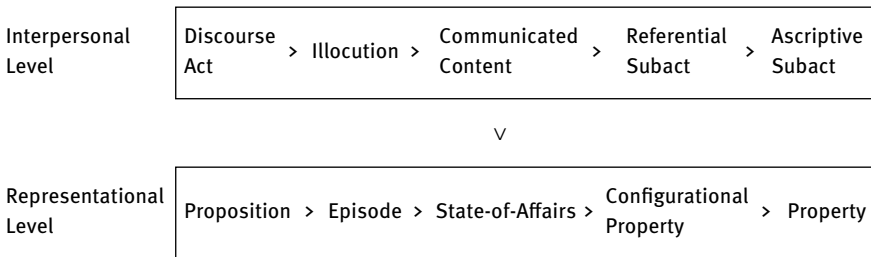 Interpersonal Level
Discourse Act > Illocution > Communicated Content > Referential Subact > Ascriptive Subact
∨
Representational Level
Proposition > Episode > State-of-Affairs > Configurational Property > Property